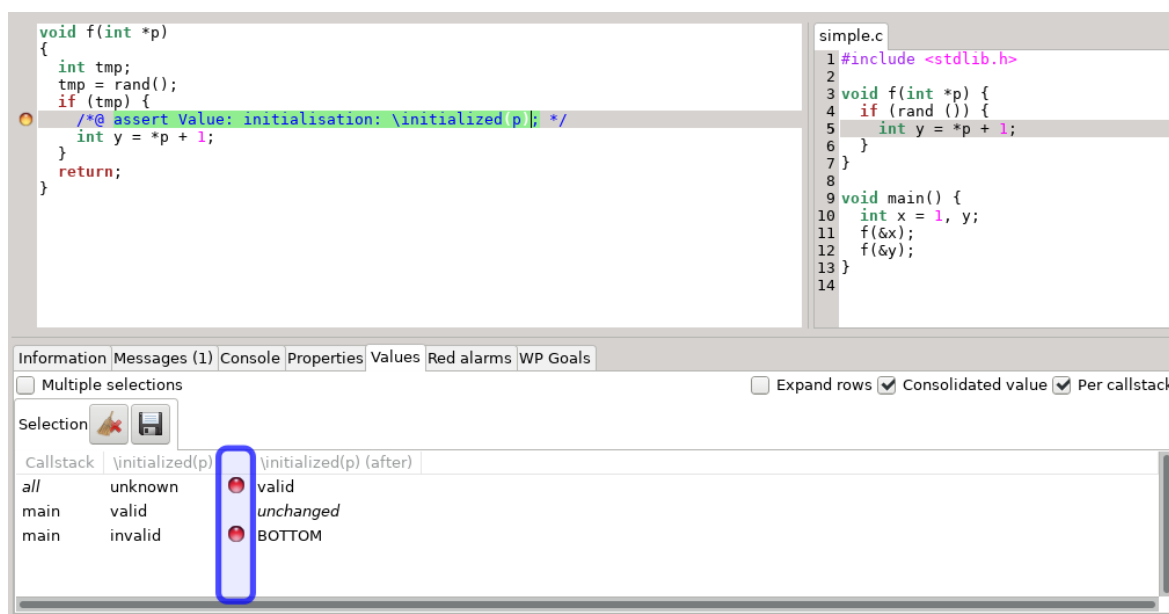 void f(int *p)
{
  int tmp;
  tmp = rand();
  if (tmp) {
    /*@ assert Value: initialisation: \initialized(p); */
    int y = *p + 1;
  }
  return;
}
simple.c
1 #include <stdlib.h>
2
3 void f(int *p) {
4   if (rand ()) {
5     int y = *p + 1;
6   }
7 }
8
9 void main() {
10   int x = 1, y;
11   f(&x);
12   f(&y);
13 }
14
Information Messages (1) Console Properties Values Red alarms WP Goals
Multiple selections Expand rows Consolidated value Per callstack
Selection
Callstack \initialized(p) \initialized(p) (after)
all unknown valid
main valid unchanged
main invalid BOTTOM